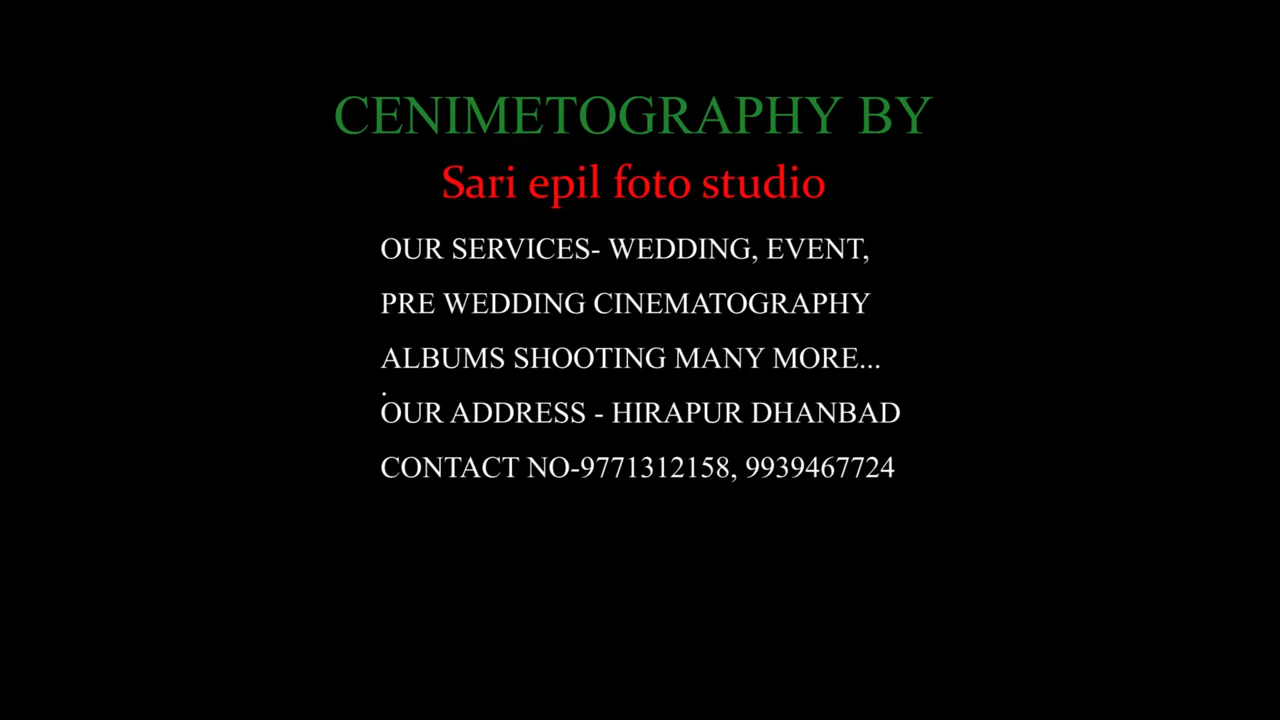 CENIMETOGRAPHY BY
Sari epil foto studio
OUR SERVICES- WEDDING, EVENT,
PRE WEDDING CINEMATOGRAPHY
ALBUMS SHOOTING MANY MORE...
.
OUR ADDRESS - HIRAPUR DHANBAD
CONTACT NO-9771312158, 9939467724